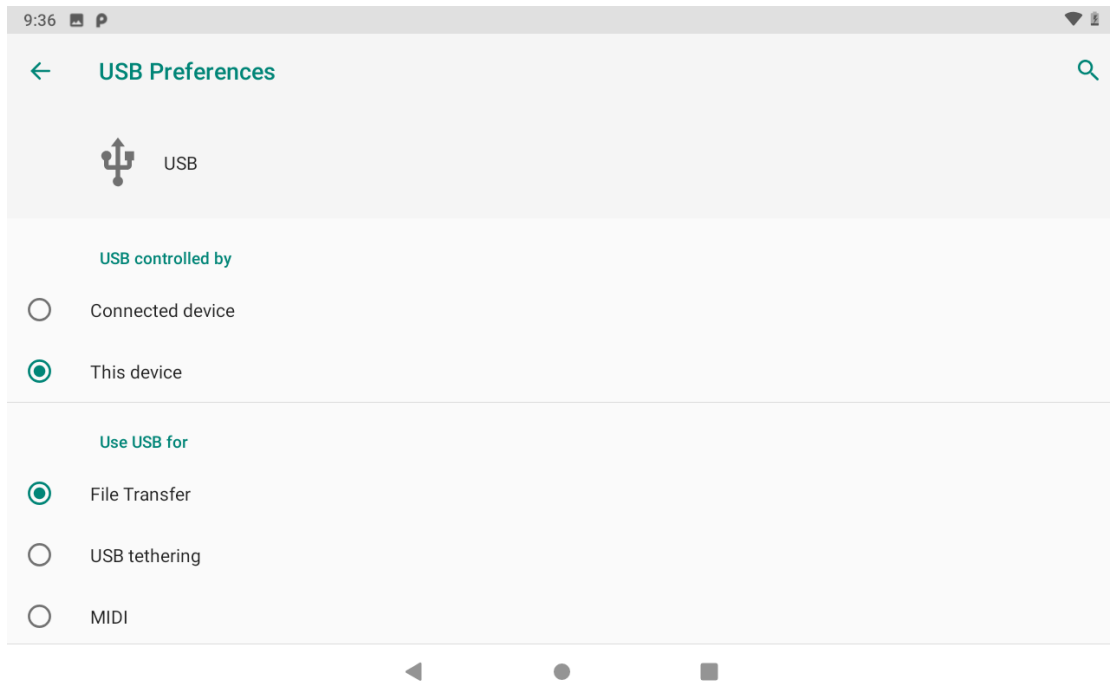 9:36
USB Preferences
USB
USB controlled by
Connected device
This device
Use USB for
File Transfer
USB tethering
MIDI